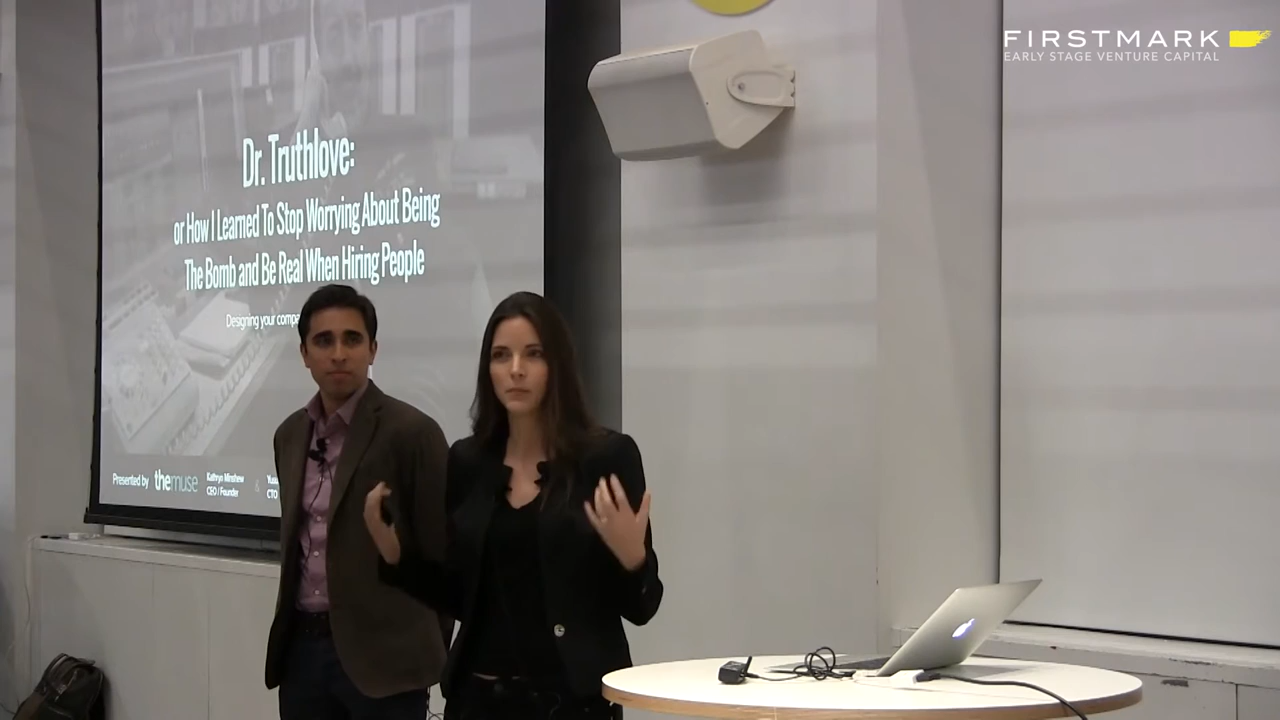 FIRSTMARK
EARLY STAGE VENTURE CAPITAL
Dr. Truthlove:
or How I Learned To Stop Worrying About Being
The Bomb and Be Real When Hiring People
Designing your
Presented by themuse
Kathryn Minshew
CEO / Founder
&
CTO